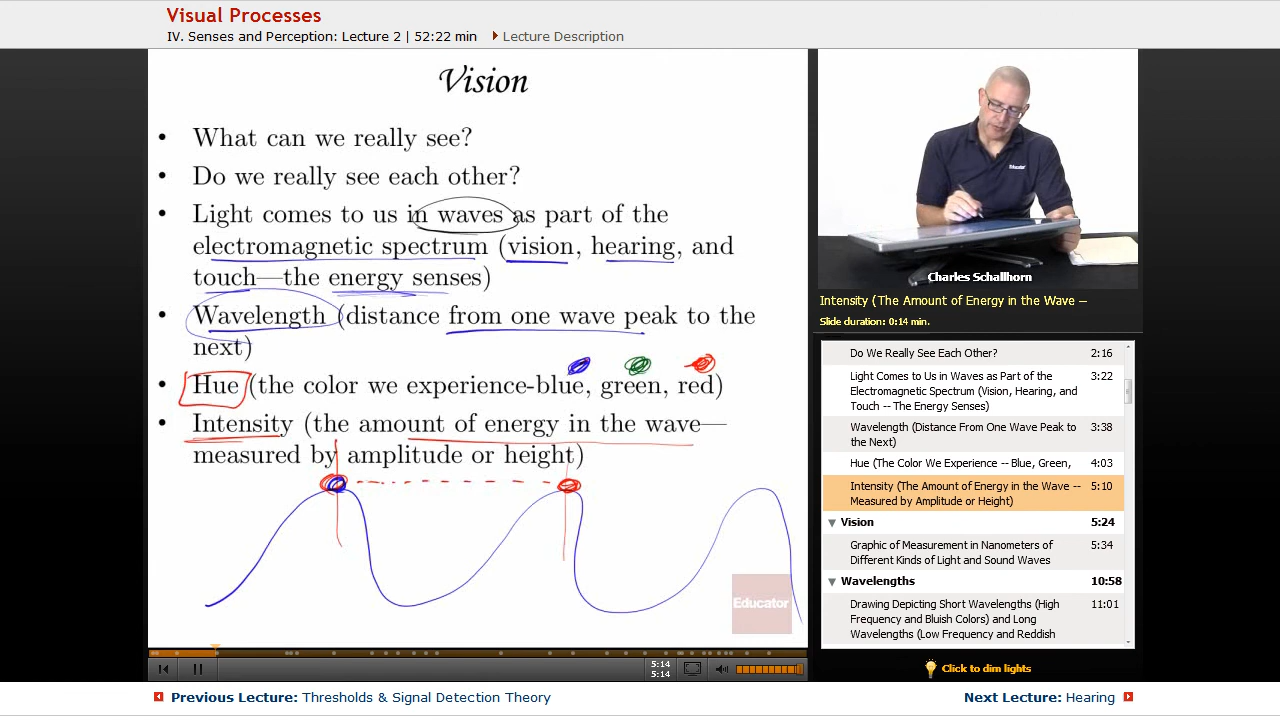 Visual Processes
IV. Senses and Perception: Lecture 2 | 52:22 min
Lecture Description
Vision
• What can we really see?
• Do we really see each other?
• Light comes to us in waves as part of the
electromagnetic spectrum (vision, hearing, and
touch—the energy senses)
• Wavelength (distance from one wave peak to the
next)
• Hue (the color we experience-blue, green, red)
• Intensity (the amount of energy in the wave—
measured by amplitude or height)
Educator
Educator
Charles Schallhorn
Intensity (The Amount of Energy in the Wave --
Slide duration: 0:14 min.
Do We Really See Each Other? 2:16
Light Comes to Us in Waves as Part of the 3:22
Electromagnetic Spectrum (Vision, Hearing, and
Touch -- The Energy Senses)
Wavelength (Distance From One Wave Peak to 3:38
the Next)
Hue (The Color We Experience -- Blue, Green, 4:03
Intensity (The Amount of Energy in the Wave -- 5:10
Measured by Amplitude or Height)
Vision 5:24
Graphic of Measurement in Nanometers of 5:34
Different Kinds of Light and Sound Waves
Wavelengths 10:58
Drawing Depicting Short Wavelengths (High 11:01
Frequency and Bluish Colors) and Long
Wavelengths (Low Frequency and Reddish
5:14
5:14
Click to dim lights
Previous Lecture: Thresholds & Signal Detection Theory
Next Lecture: Hearing